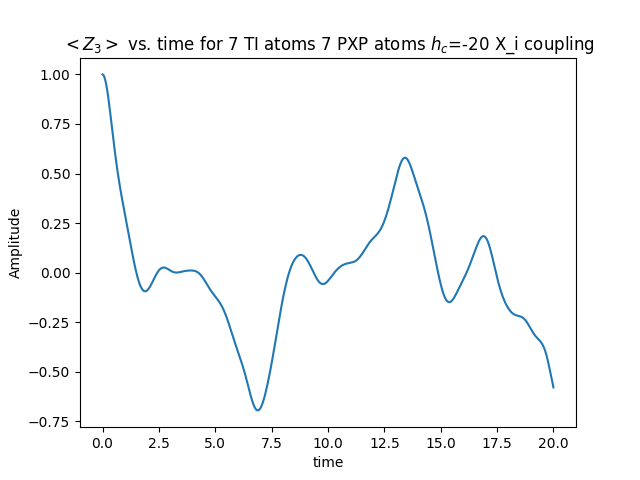 < Z₃ > vs. time for 7 TI atoms 7 PXP atoms h_c=-20 X_i coupling
Amplitude
1.00
0.75
0.50
0.25
0.00
−0.25
−0.50
−0.75
0.0 2.5 5.0 7.5 10.0 12.5 15.0 17.5 20.0
time